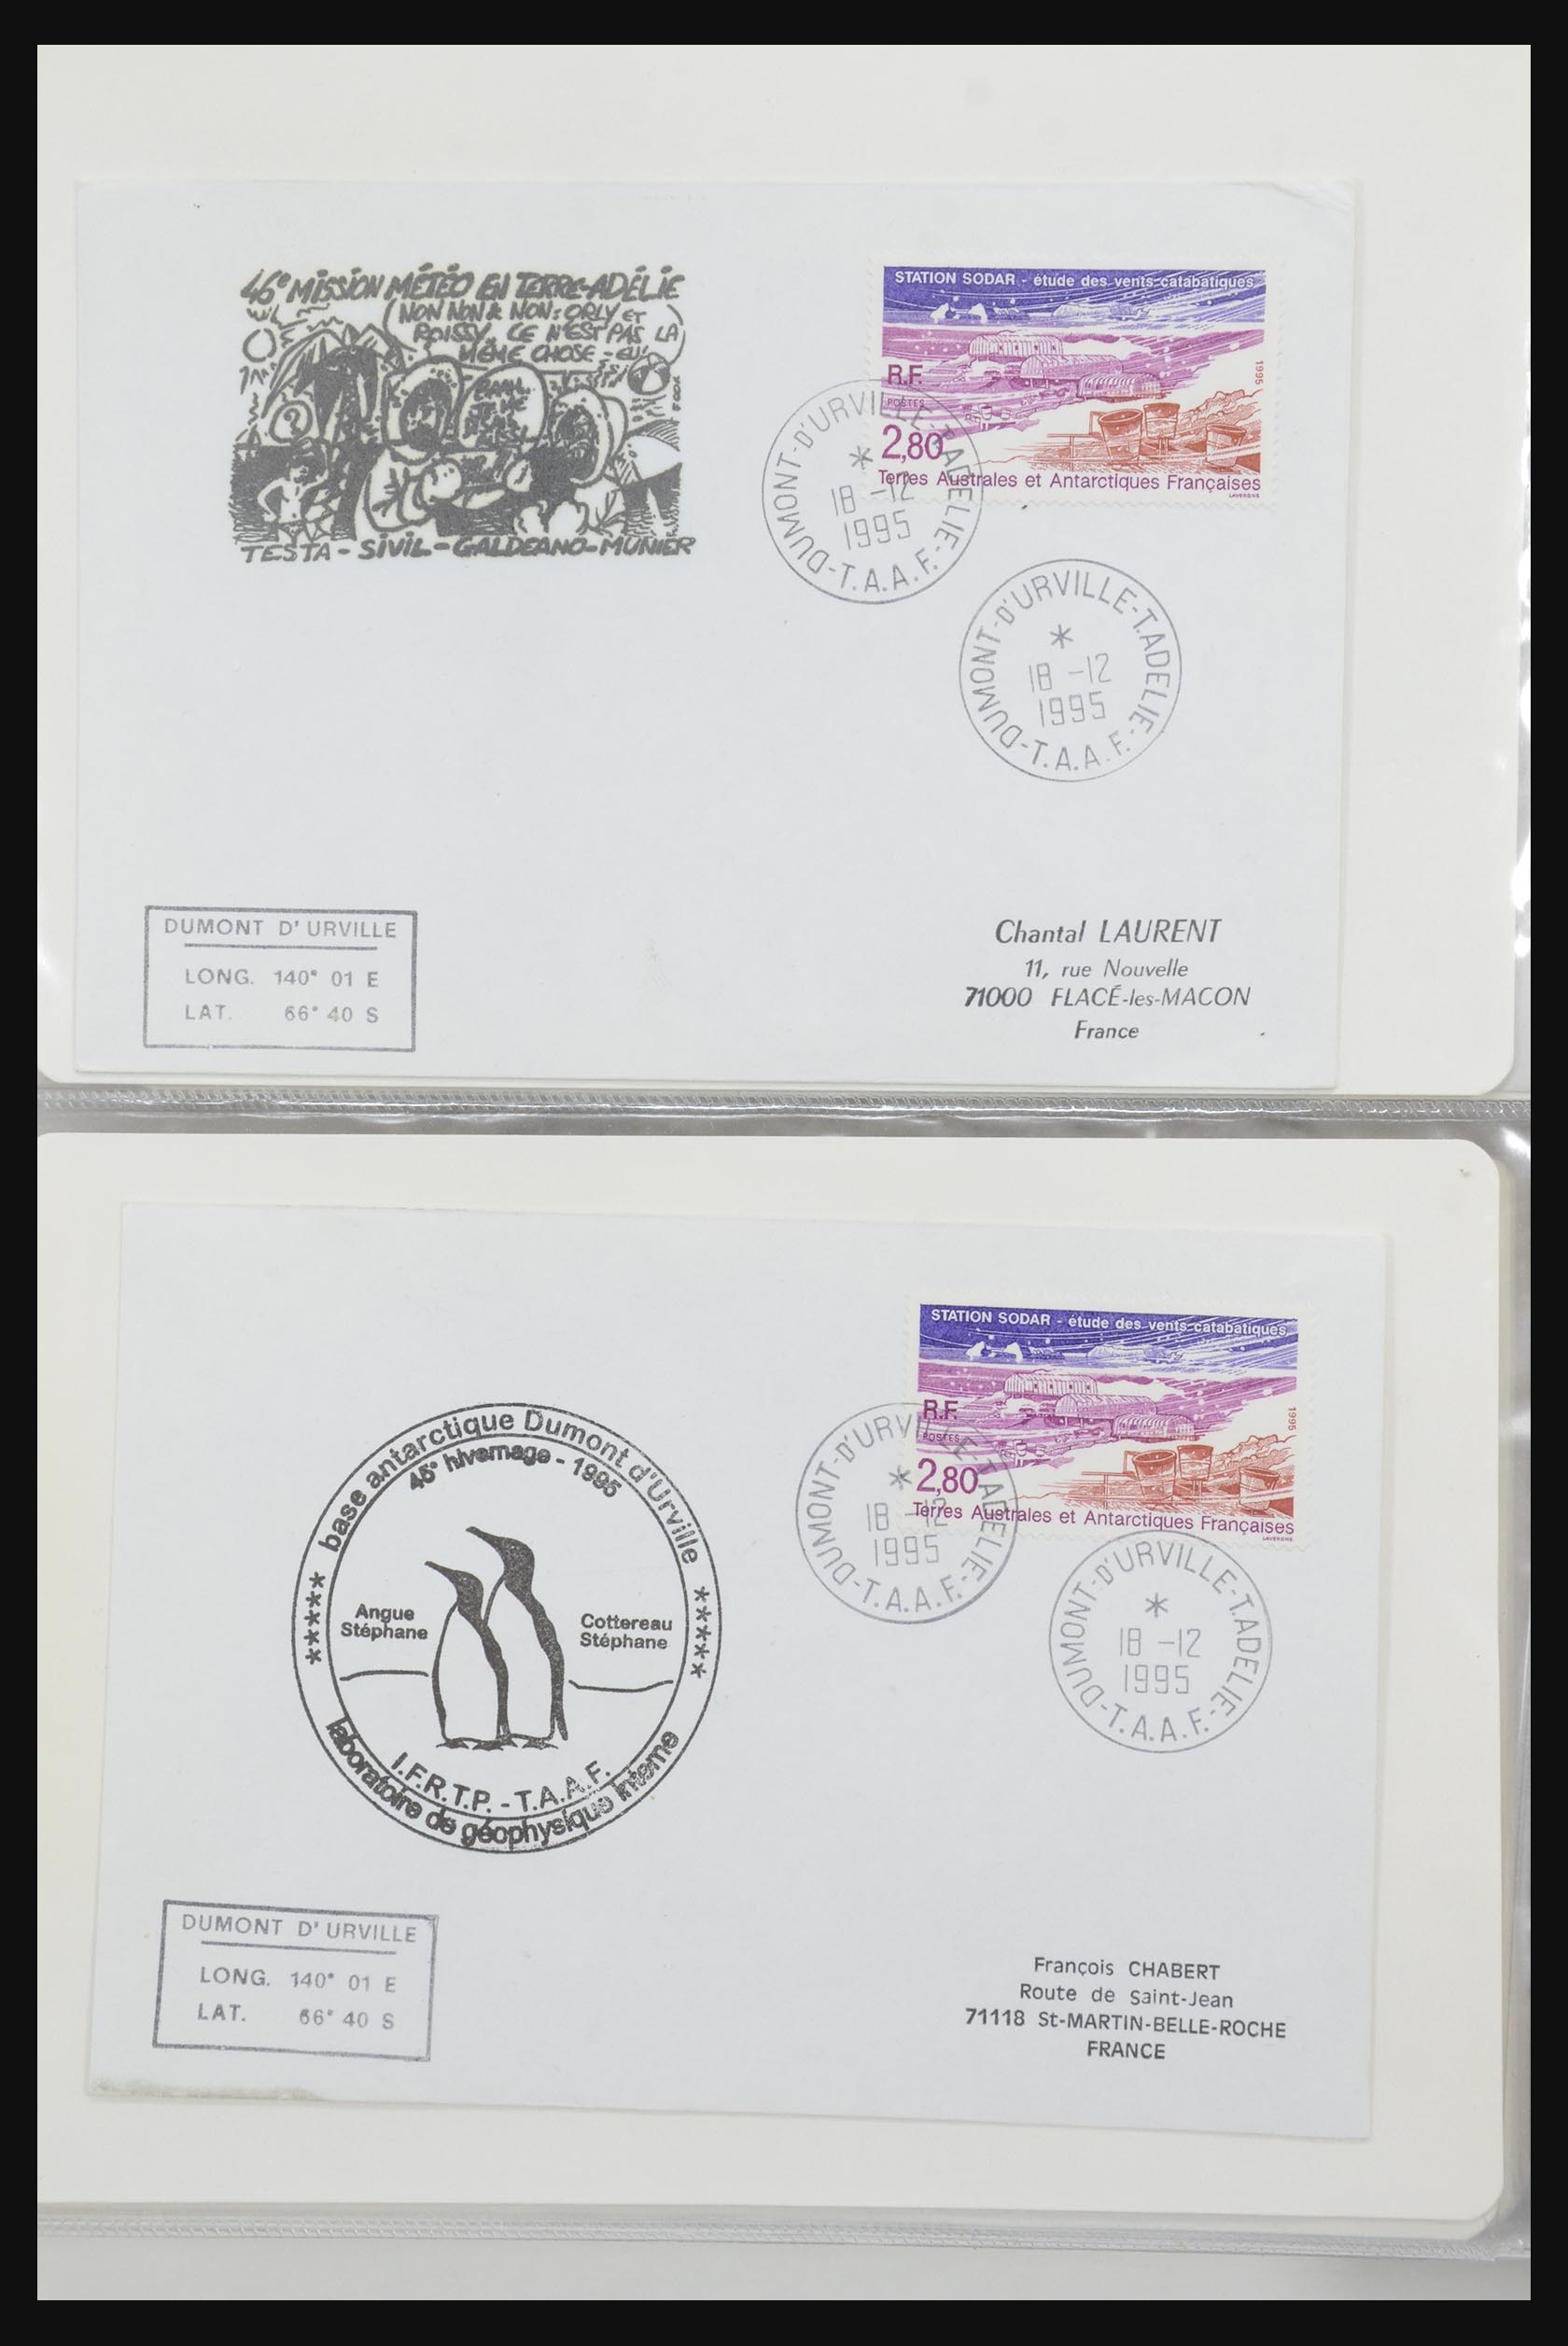 46e MISSION MÉTÉO EN TERRE-ADÉLIE
NON NON & NON: ORLY ET
ROISSY, CE N'EST PAS LA
MÊME CHOSE - EU!
?
TESTA - SIVIL - GALDEANO - MUNIER
STATION SODAR - étude des vents catabatiques
R.F.
POSTES
1995
2,80
Terres Australes et Antarctiques Françaises
LAVERGNE
DUMONT-D'URVILLE-T.ADELIE
*
18 -12
1995
-T.A.A.F.-
DUMONT-D'URVILLE-T.ADELIE
*
18 -12
1995
-T.A.A.F.-
DUMONT D'URVILLE
LONG. 140° 01 E
LAT. 66° 40 S
Chantal LAURENT
11, rue Nouvelle
71000 FLACÉ-les-MACON
France
STATION SODAR - étude des vents catabatiques
R.F.
POSTES
1995
2,80
Terres Australes et Antarctiques Françaises
LAVERGNE
DUMONT-D'URVILLE-T.ADELIE
*
18 -12
1995
-T.A.A.F.-
DUMONT-D'URVILLE-T.ADELIE
*
18 -12
1995
-T.A.A.F.-
***** base antarctique Dumont d'Urville *****
45° hivernage - 1995
Angue
Stéphane
Cottereau
Stéphane
I.F.R.T.P. - T.A.A.F.
laboratoire de géophysique interne
DUMONT D'URVILLE
LONG. 140° 01 E
LAT. 66° 40 S
François CHABERT
Route de Saint-Jean
71118 St-MARTIN-BELLE-ROCHE
FRANCE